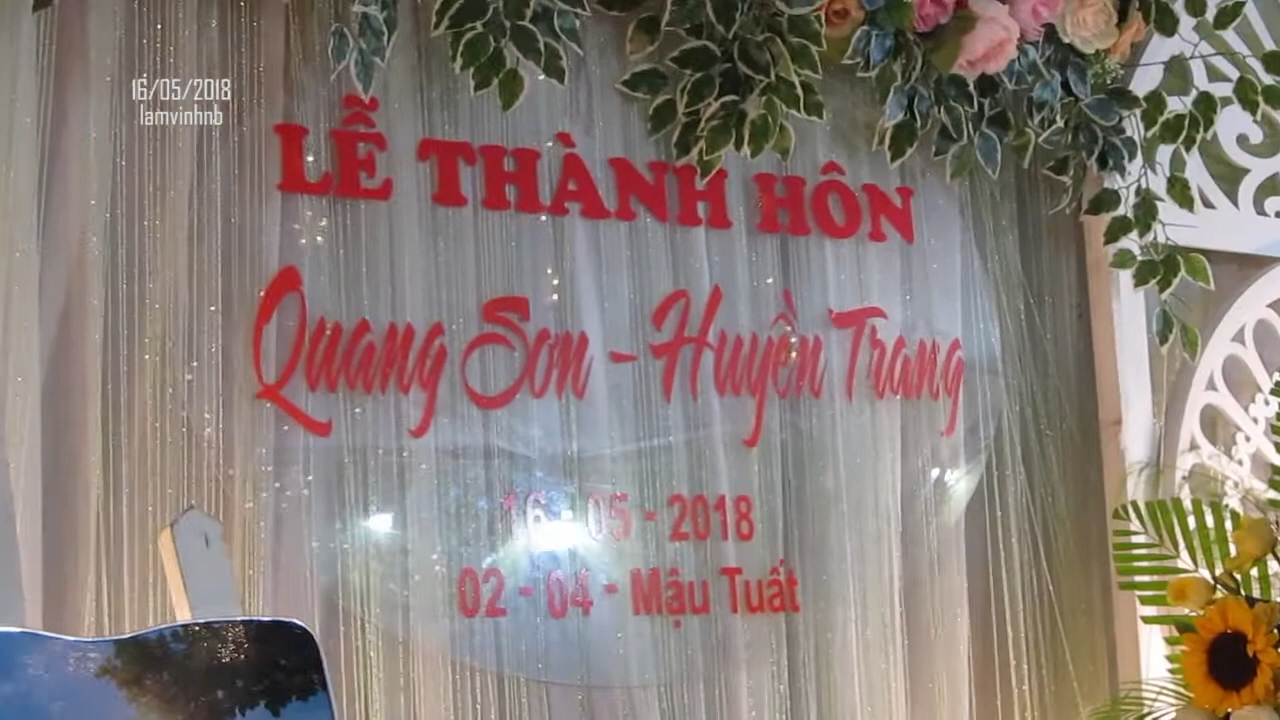 16/05/2018
lamvinhnb
LỄ THÀNH HÔN
Quang Sơn - Huyền Trang
16 - 05 - 2018
02 - 04 - Mậu Tuất